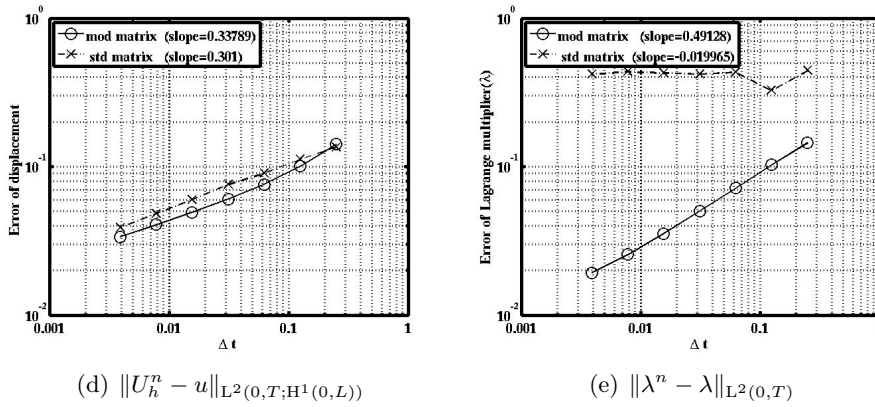 10^0
mod matrix (slope=0.33789)
std matrix (slope=0.301)
Error of displacement
10^-1
10^-2
0.001
0.01
0.1
1
Δ t
(d) ‖U_h^n − u‖_{L^2(0,T;H^1(0,L))}
10^0
mod matrix (slope=0.49128)
std matrix (slope=-0.019965)
Error of Lagrange multiplier(λ)
10^-1
10^-2
0.001
0.01
0.1
Δ t
(e) ‖λ^n − λ‖_{L^2(0,T)}